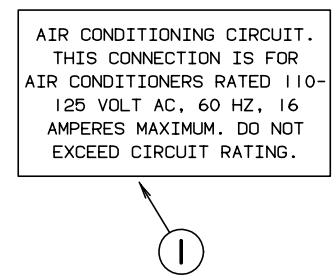 AIR CONDITIONING CIRCUIT.
THIS CONNECTION IS FOR
AIR CONDITIONERS RATED 110-
125 VOLT AC, 60 HZ, 16
AMPERES MAXIMUM. DO NOT
EXCEED CIRCUIT RATING.
1